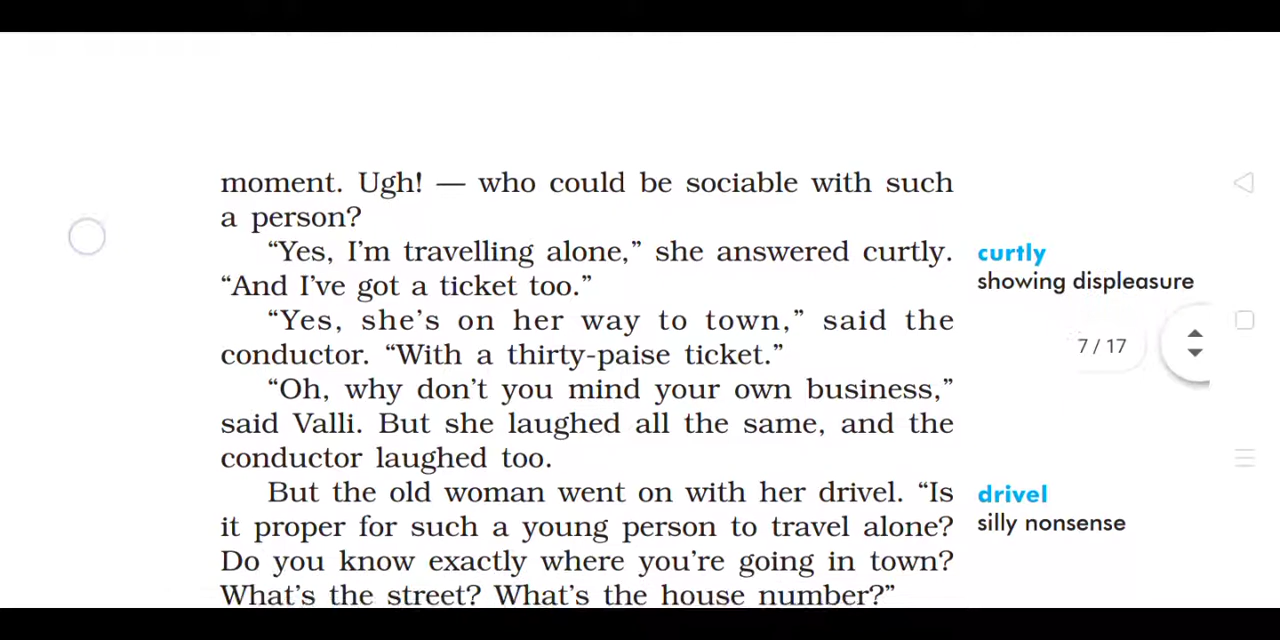 moment. Ugh! — who could be sociable with such
a person?
“Yes, I’m travelling alone,” she answered curtly.
“And I’ve got a ticket too.”
“Yes, she’s on her way to town,” said the
conductor. “With a thirty-paise ticket.”
“Oh, why don’t you mind your own business,”
said Valli. But she laughed all the same, and the
conductor laughed too.
But the old woman went on with her drivel. “Is
it proper for such a young person to travel alone?
Do you know exactly where you’re going in town?
What’s the street? What’s the house number?”
curtly
showing displeasure
7 / 17
drivel
silly nonsense